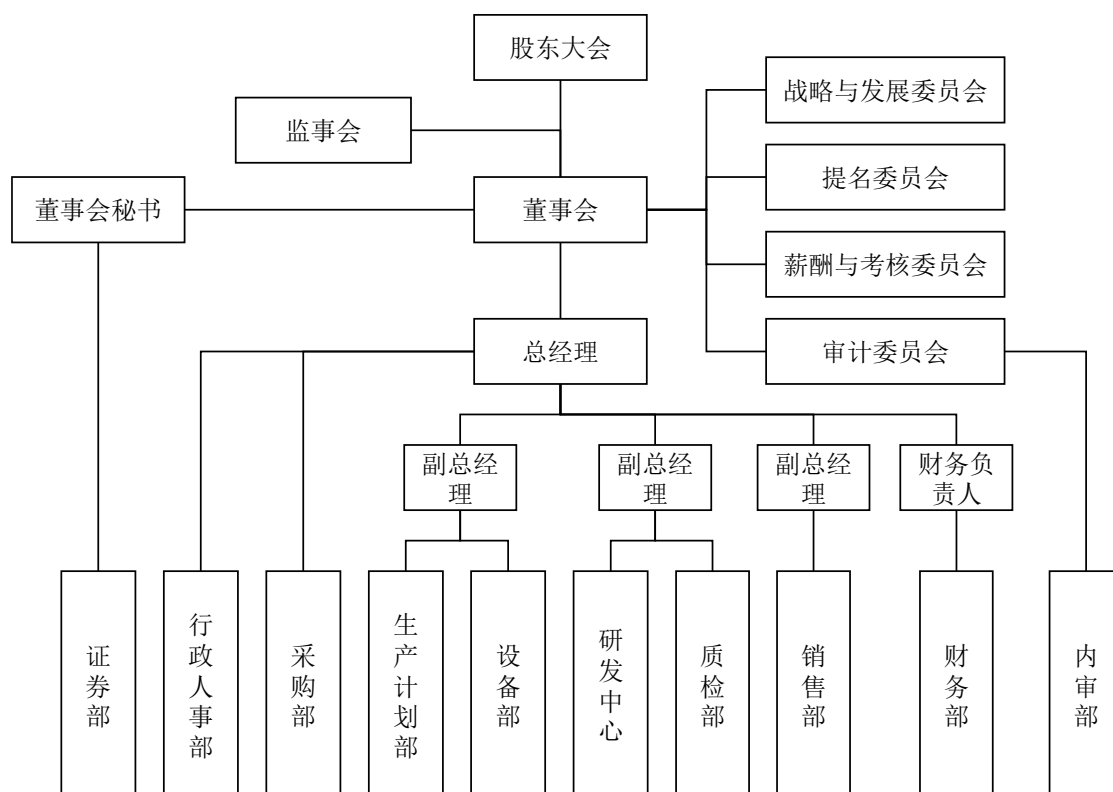 股东大会
战略与发展委员会
监事会
提名委员会
董事会秘书
董事会
薪酬与考核委员会
总经理
审计委员会
副总经
理
副总经
理
副总经
理
财务负
责人
证券部
行政人事部
采购部
生产计划部
设备部
研发中心
质检部
销售部
财务部
内审部